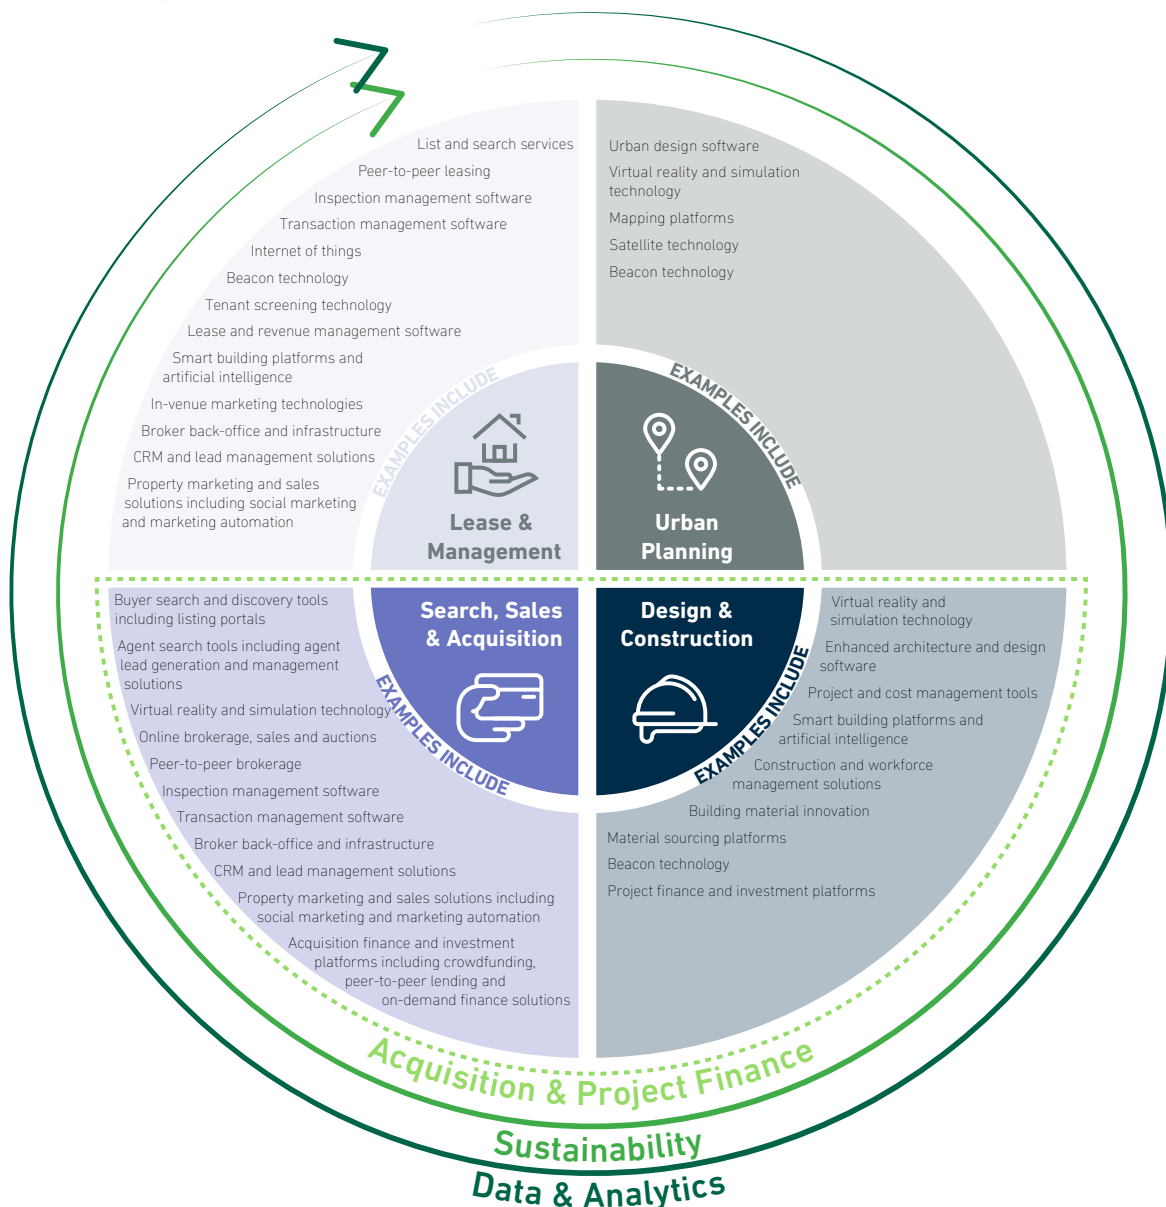 List and search services
Peer-to-peer leasing
Inspection management software
Transaction management software
Internet of things
Beacon technology
Tenant screening technology
Lease and revenue management software
Smart building platforms and
artificial intelligence
In-venue marketing technologies
Broker back-office and infrastructure
CRM and lead management solutions
Property marketing and sales
solutions including social marketing
and marketing automation
EXAMPLES INCLUDE
Lease &
Management
Urban design software
Virtual reality and simulation
technology
Mapping platforms
Satellite technology
Beacon technology
EXAMPLES INCLUDE
Urban
Planning
Buyer search and discovery tools
including listing portals
Agent search tools including agent
lead generation and management
solutions
Virtual reality and simulation technology
Online brokerage, sales and auctions
Peer-to-peer brokerage
Inspection management software
Transaction management software
Broker back-office and infrastructure
CRM and lead management solutions
Property marketing and sales solutions including
social marketing and marketing automation
Acquisition finance and investment
platforms including crowdfunding,
peer-to-peer lending and
on-demand finance solutions
Search, Sales
& Acquisition
EXAMPLES INCLUDE
Design &
Construction
EXAMPLES INCLUDE
Virtual reality and
simulation technology
Enhanced architecture and design
software
Project and cost management tools
Smart building platforms and
artificial intelligence
Construction and workforce
management solutions
Building material innovation
Material sourcing platforms
Beacon technology
Project finance and investment platforms
Acquisition & Project Finance
Sustainability
Data & Analytics